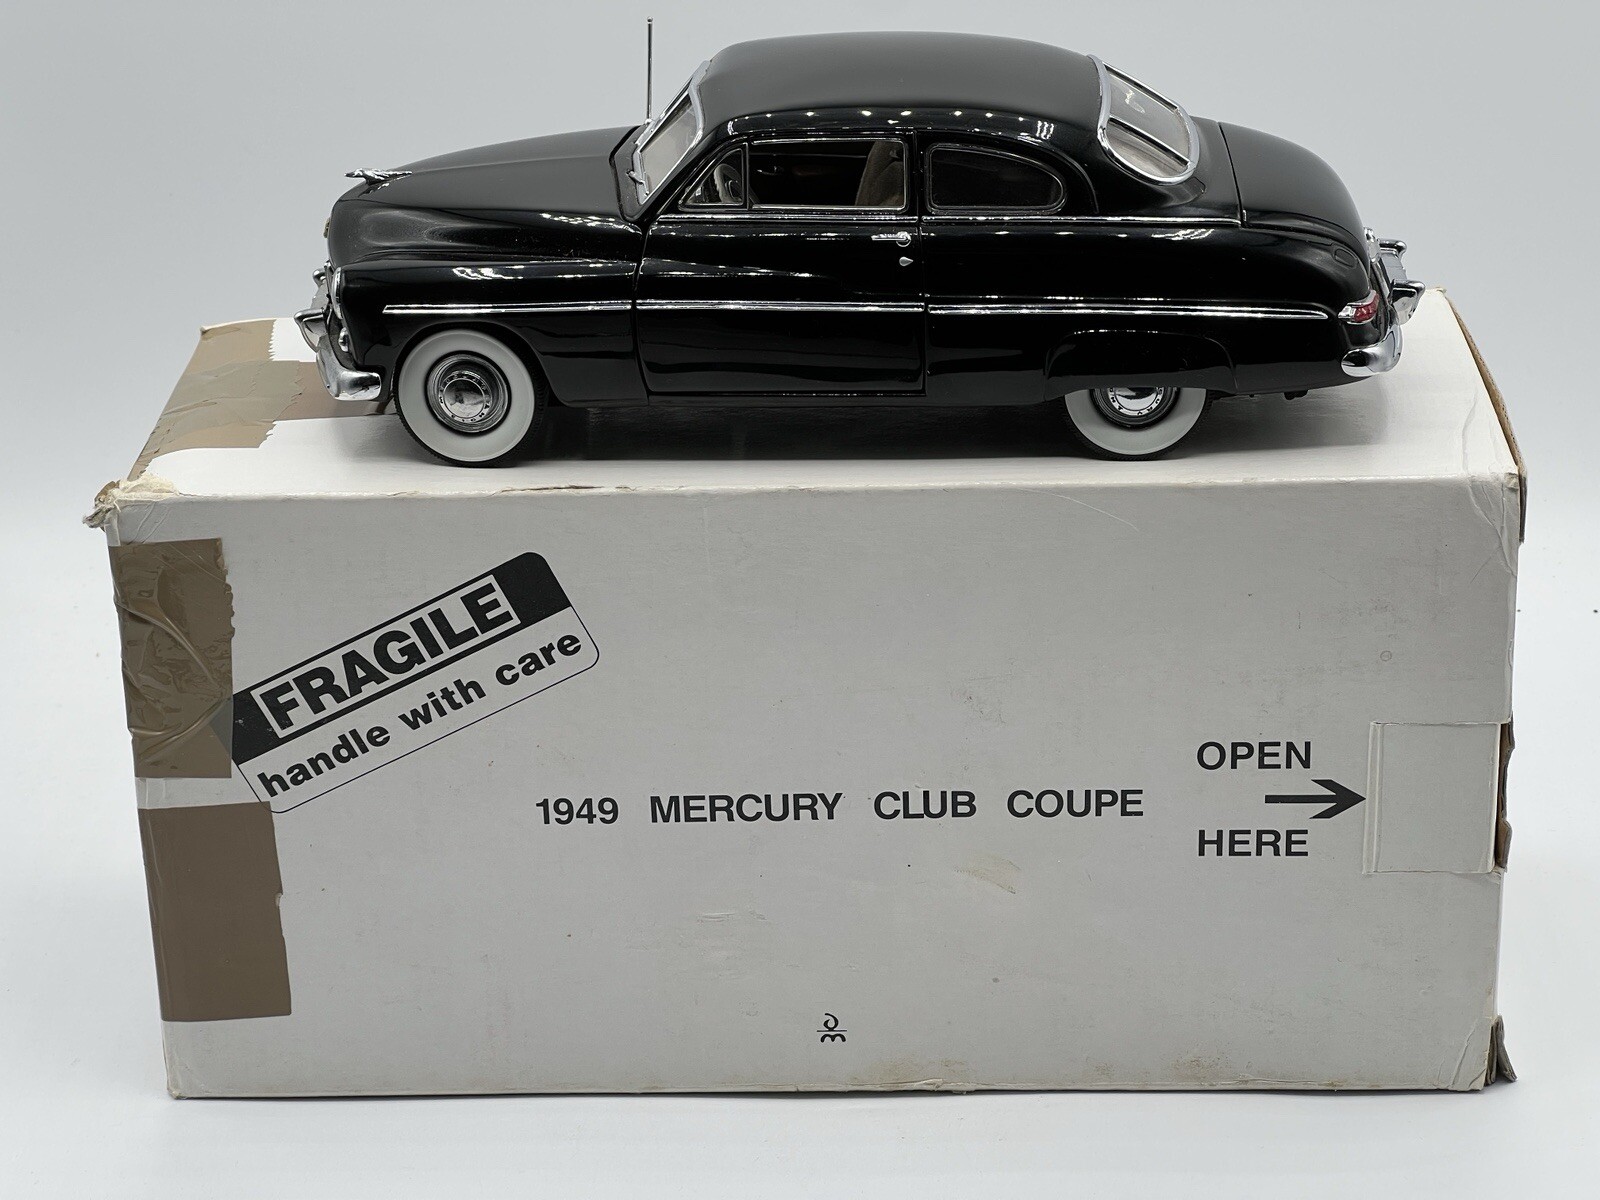 FRAGILE
handle with care
1949 MERCURY CLUB COUPE
OPEN
HERE